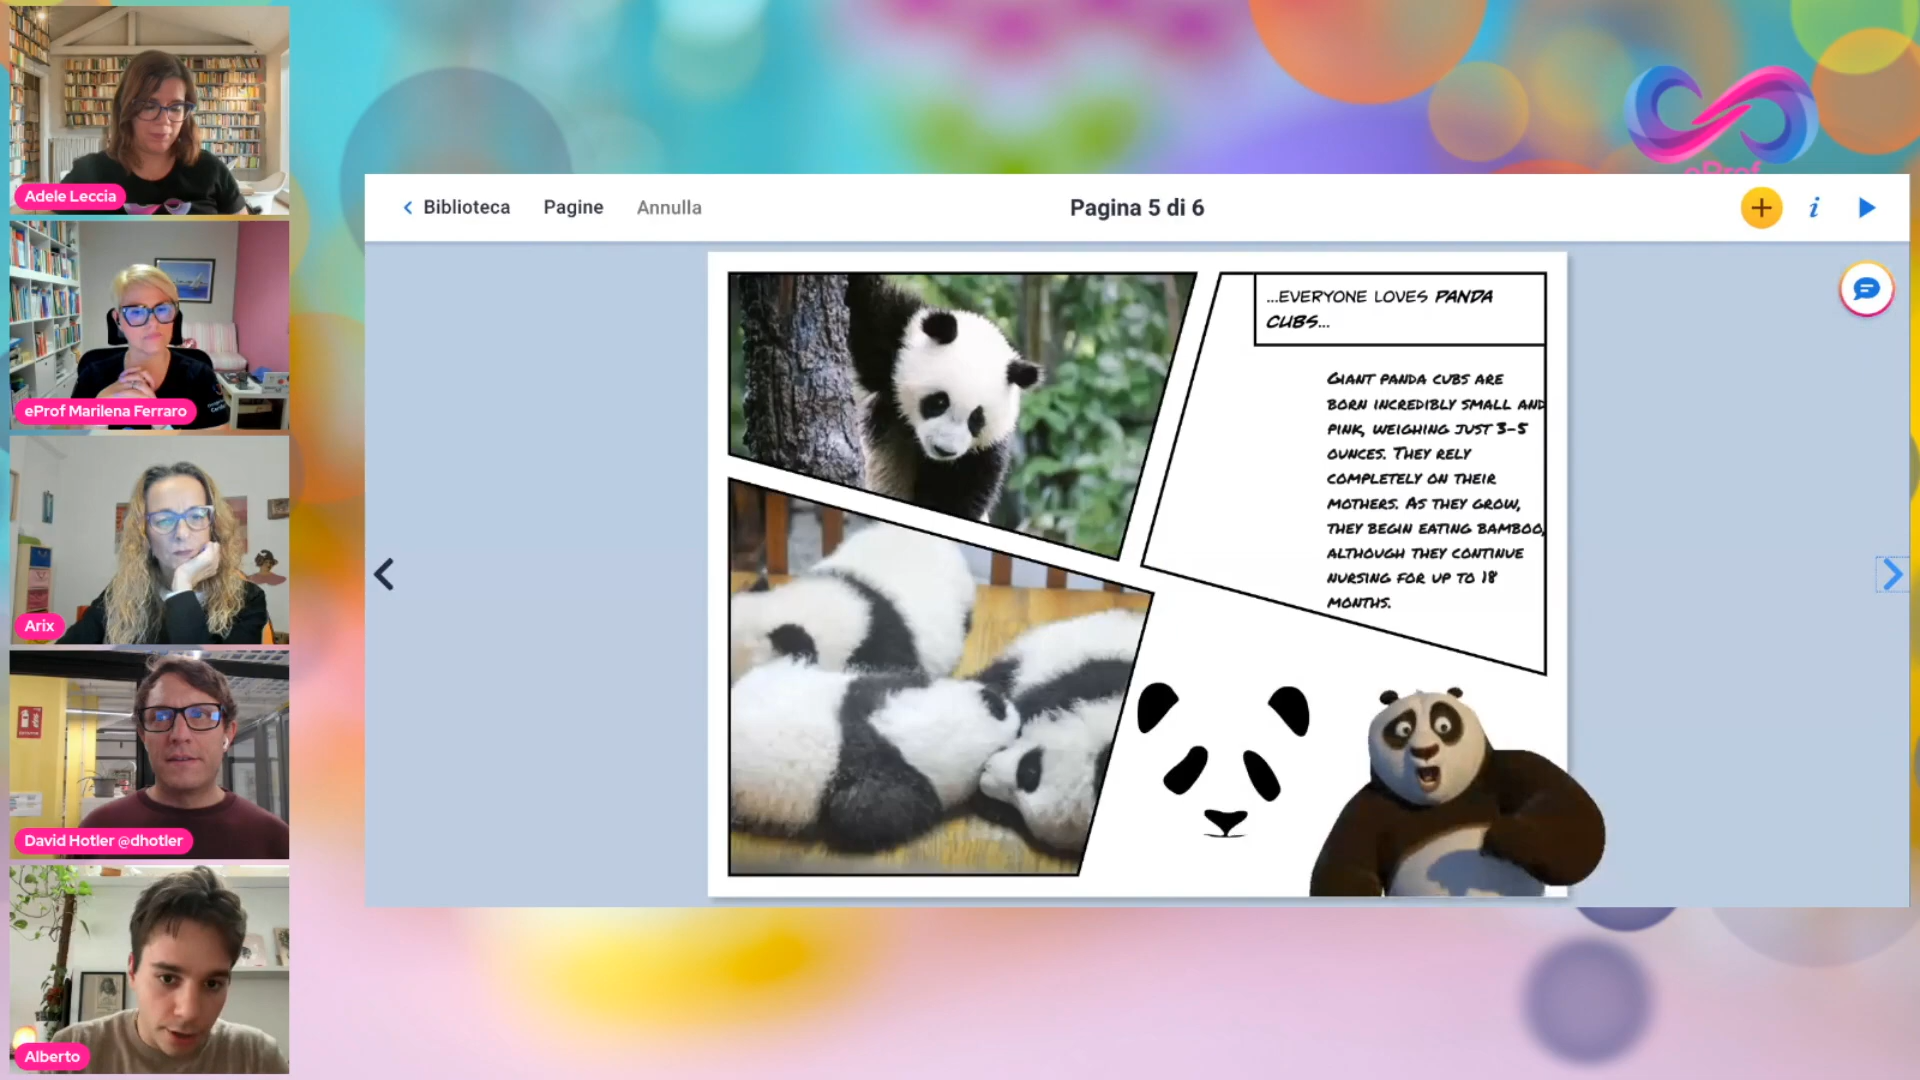 Adele Leccia
eProf Marilena Ferraro
Arix
David Hotler @dhotler
Alberto
Biblioteca
Pagine
Annulla
Pagina 5 di 6
...EVERYONE LOVES PANDA
CUBS...
GIANT PANDA CUBS ARE
BORN INCREDIBLY SMALL AND
PINK, WEIGHING JUST 3-5
OUNCES. THEY RELY
COMPLETELY ON THEIR
MOTHERS. AS THEY GROW,
THEY BEGIN EATING BAMBOO,
ALTHOUGH THEY CONTINUE
NURSING FOR UP TO 18
MONTHS.